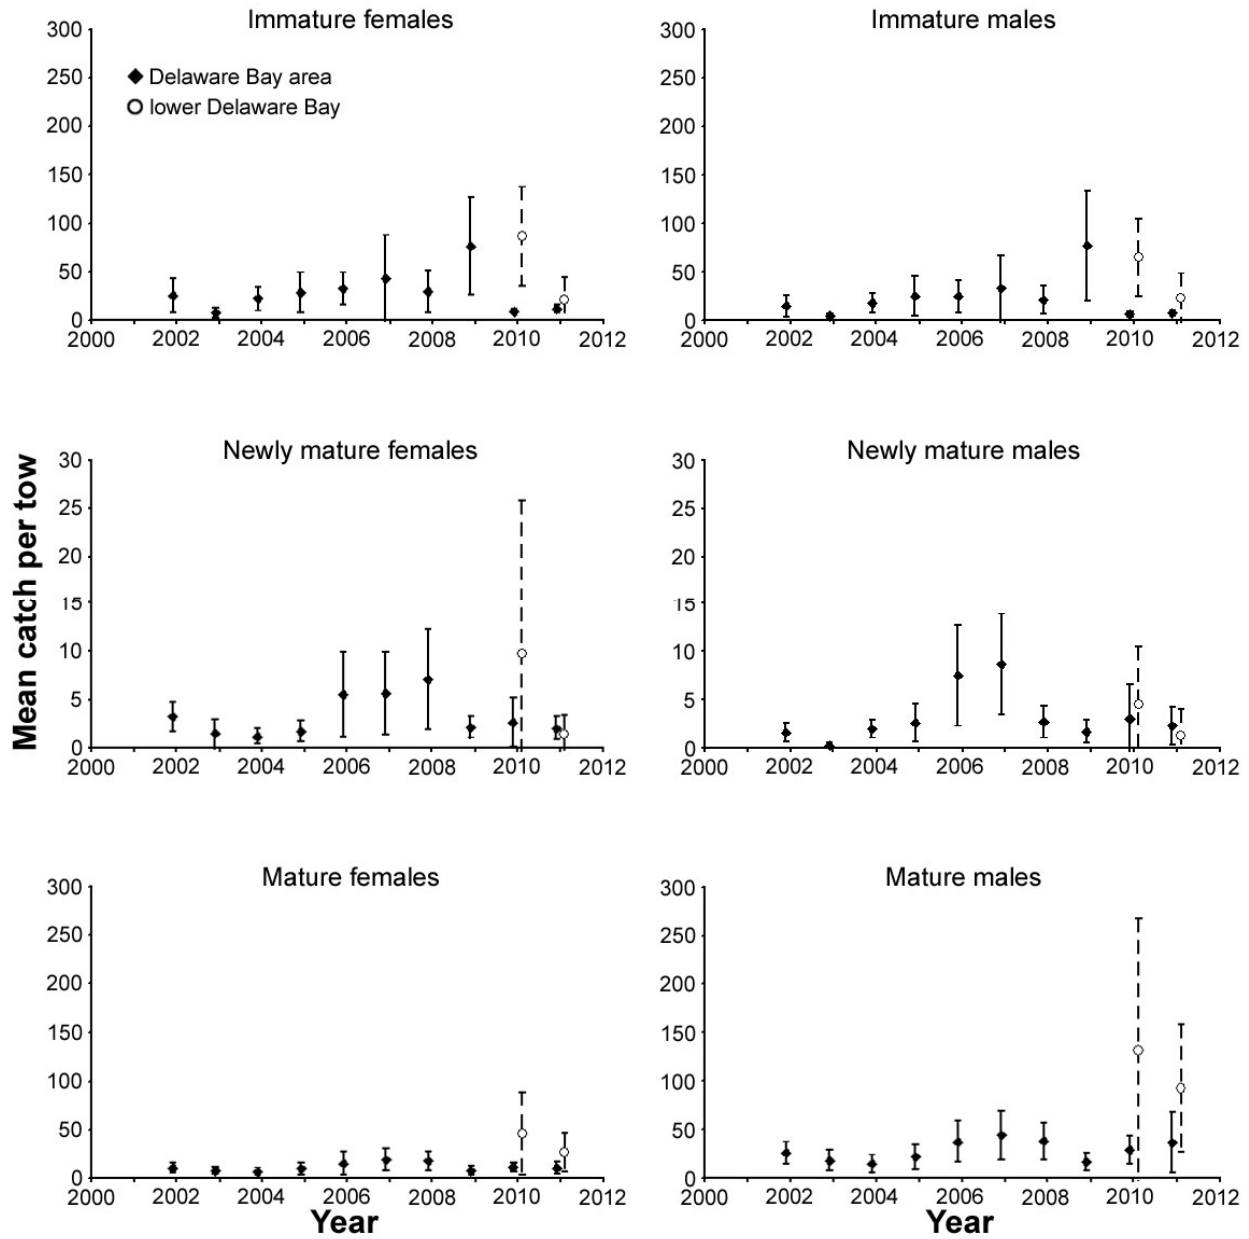 Immature females
Immature males
300
250
200
150
100
50
0
◆ Delaware Bay area
○ lower Delaware Bay
2000 2002 2004 2006 2008 2010 2012
300
250
200
150
100
50
0
2000 2002 2004 2006 2008 2010 2012
Mean catch per tow
Newly mature females
Newly mature males
30
25
20
15
10
5
0
2000 2002 2004 2006 2008 2010 2012
30
25
20
15
10
5
0
2000 2002 2004 2006 2008 2010 2012
Mature females
Mature males
300
250
200
150
100
50
0
2000 2002 2004 2006 2008 2010 2012
Year
300
250
200
150
100
50
0
2000 2002 2004 2006 2008 2010 2012
Year